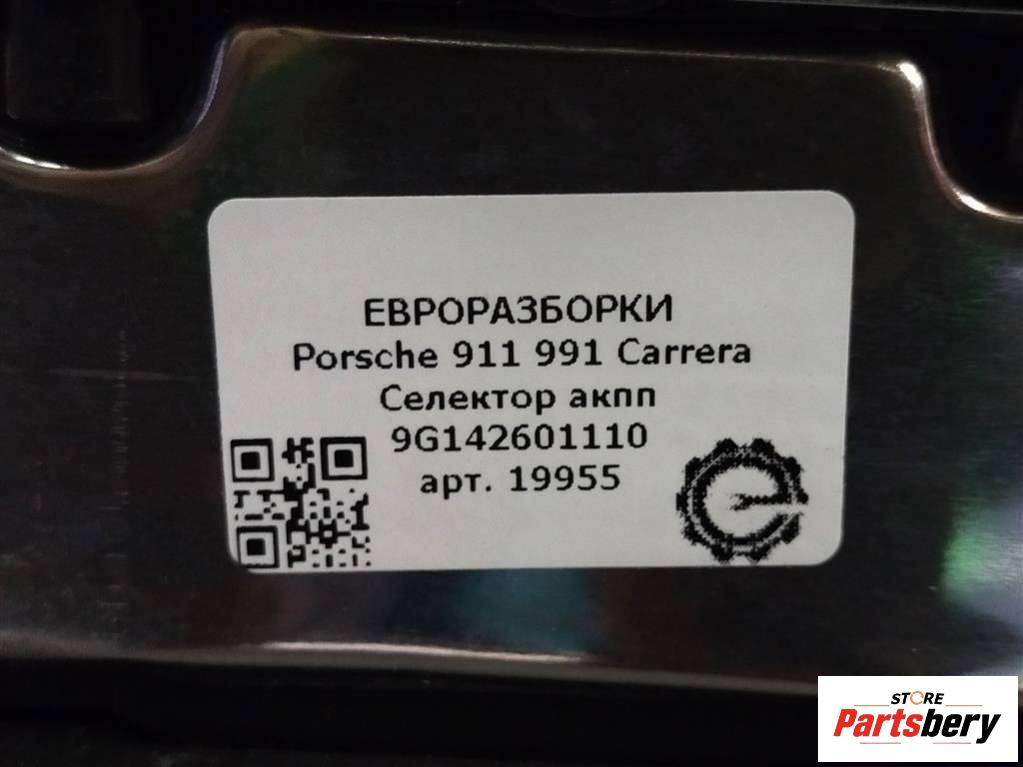 ЕВРОРАЗБОРКИ
Porsche 911 991 Carrera
Селектор акпп
9G142601110
арт. 19955
STORE
Partsbery